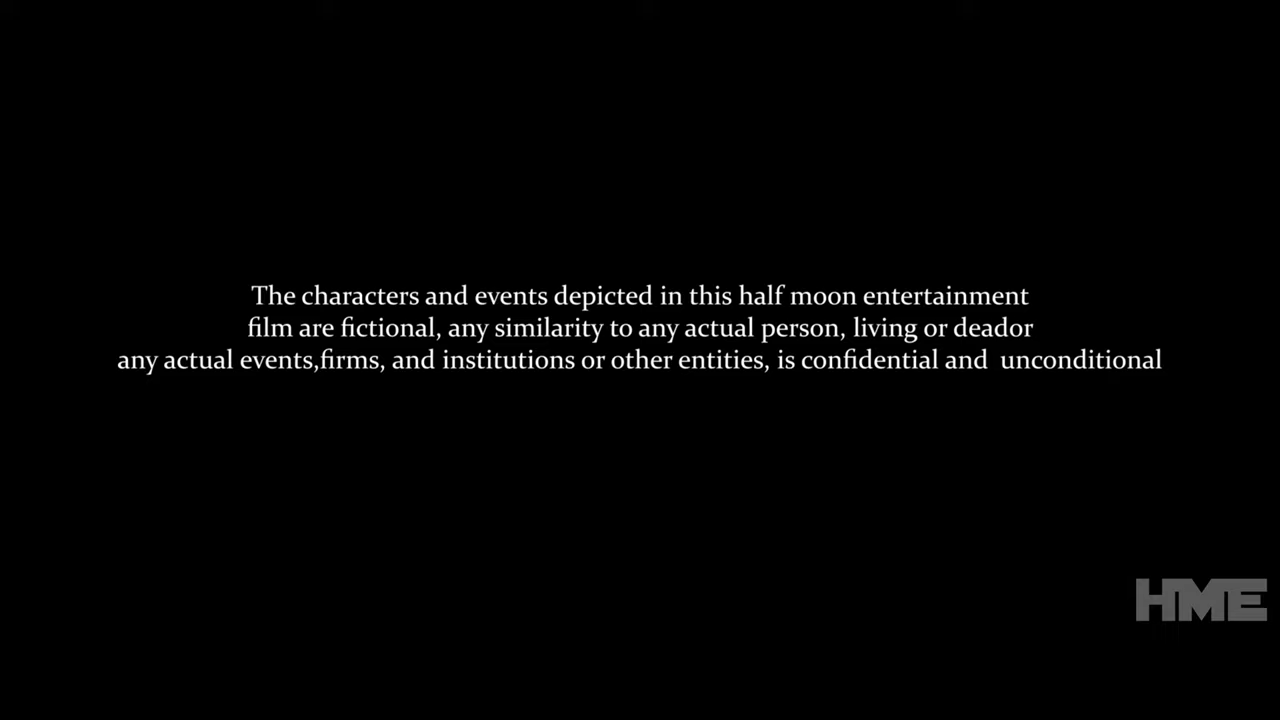 The characters and events depicted in this half moon entertainment
film are fictional, any similarity to any actual person, living or deador
any actual events,firms, and institutions or other entities, is confidential and  unconditional
HME